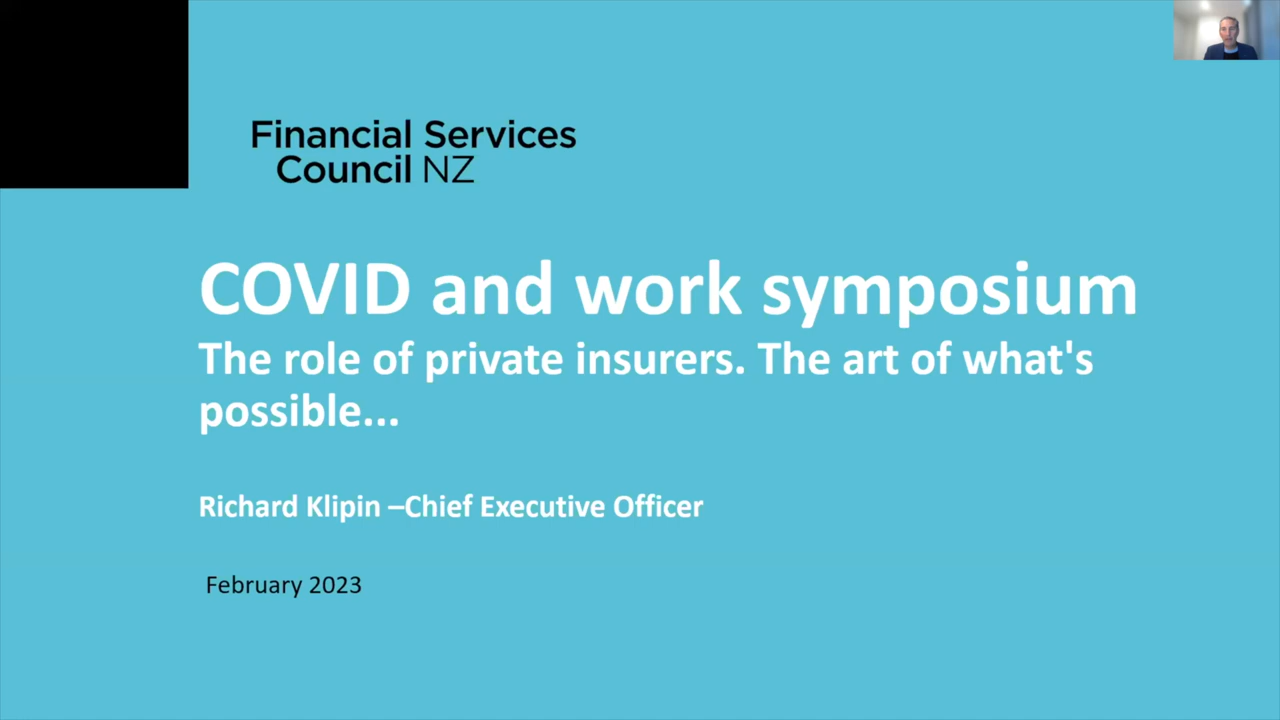 Financial Services
Council NZ
COVID and work symposium
The role of private insurers. The art of what's
possible...
Richard Klipin –Chief Executive Officer
February 2023